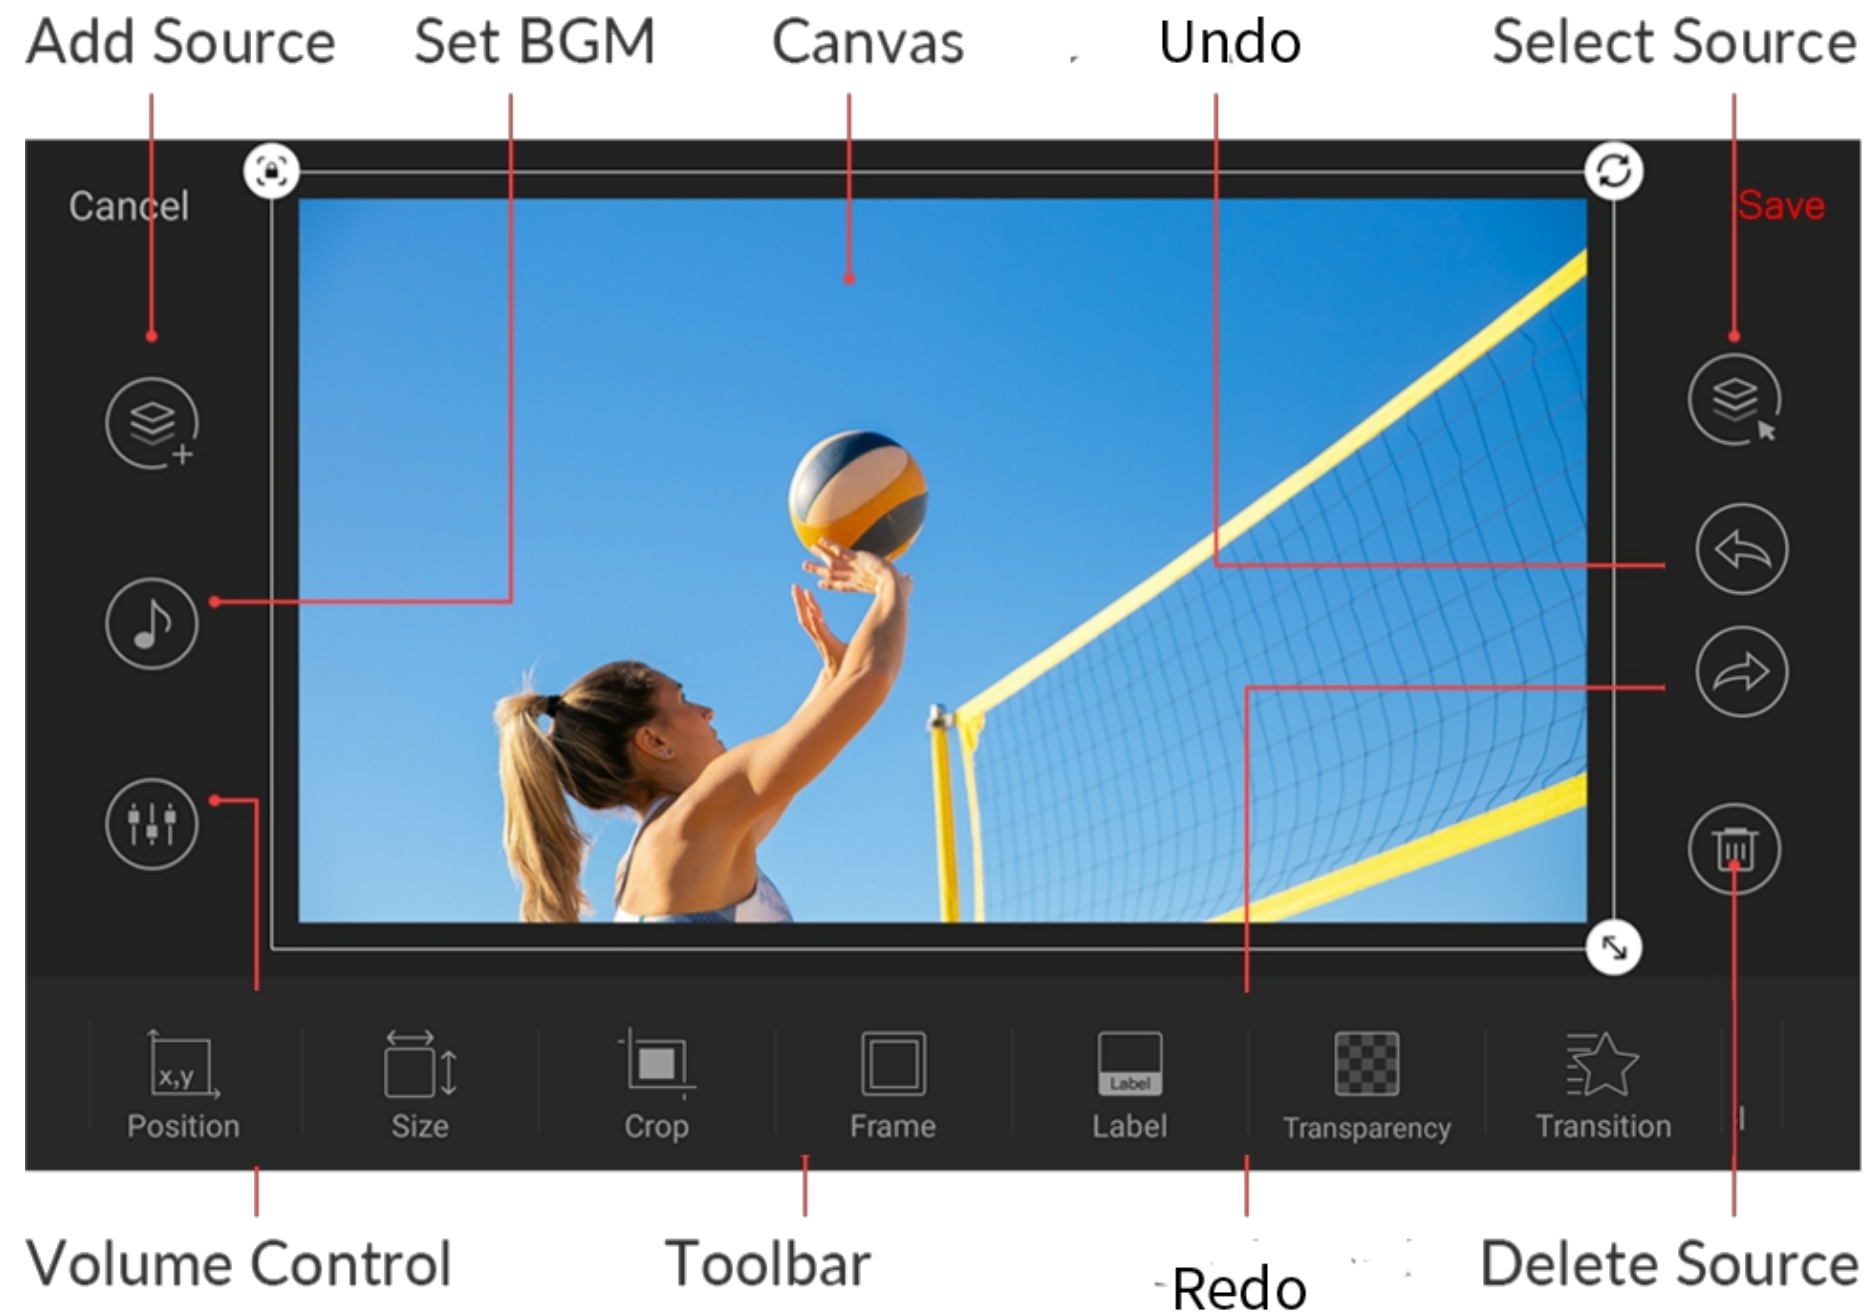 Add Source
Set BGM
Canvas
Undo
Select Source
Cancel
Save
x,y
Label
Position
Size
Crop
Frame
Label
Transparency
Transition
Volume Control
Toolbar
Redo
Delete Source